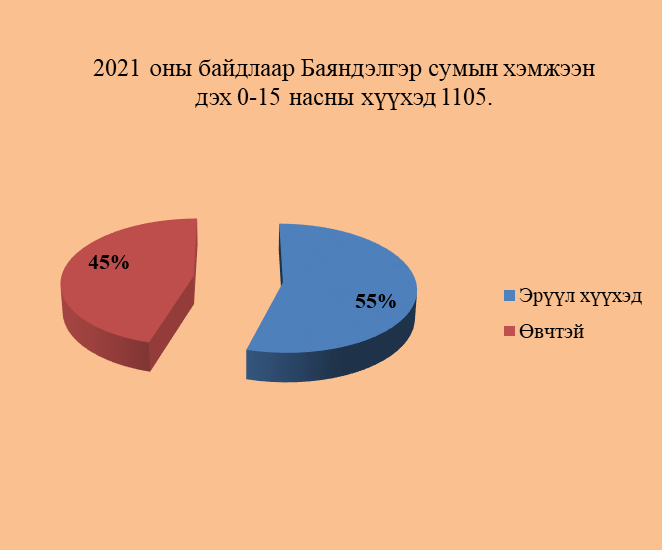 2021 оны байдлаар Баяндэлгэр сумын хэмжээн
дэх 0-15 насны хүүхэд 1105.
45%
55%
Эрүүл хүүхэд
Өвчтэй